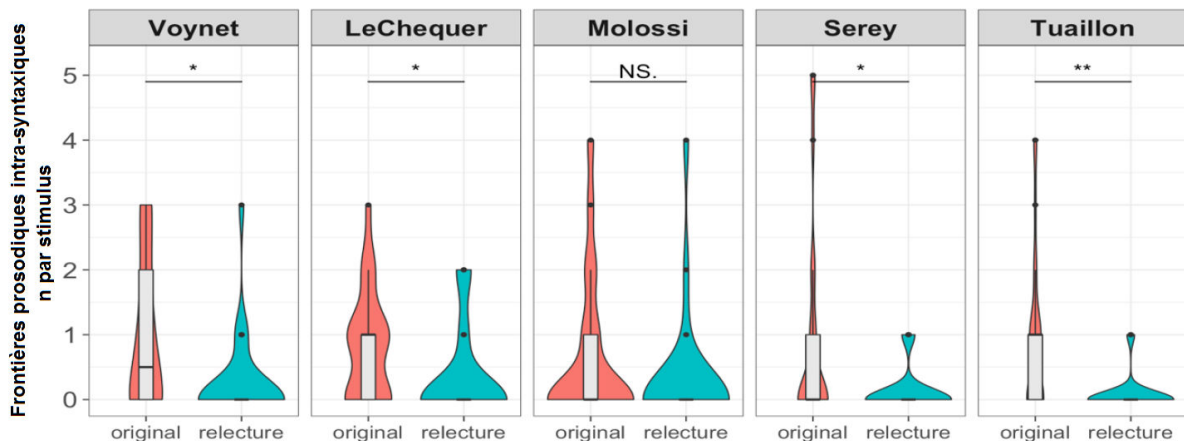 Voynet LeChequer Molossi Serey Tuaillon
* * NS. * **
Frontières prosodiques intra-syntaxiques
n par stimulus
5
4
3
2
1
0
original relecture original relecture original relecture original relecture original relecture